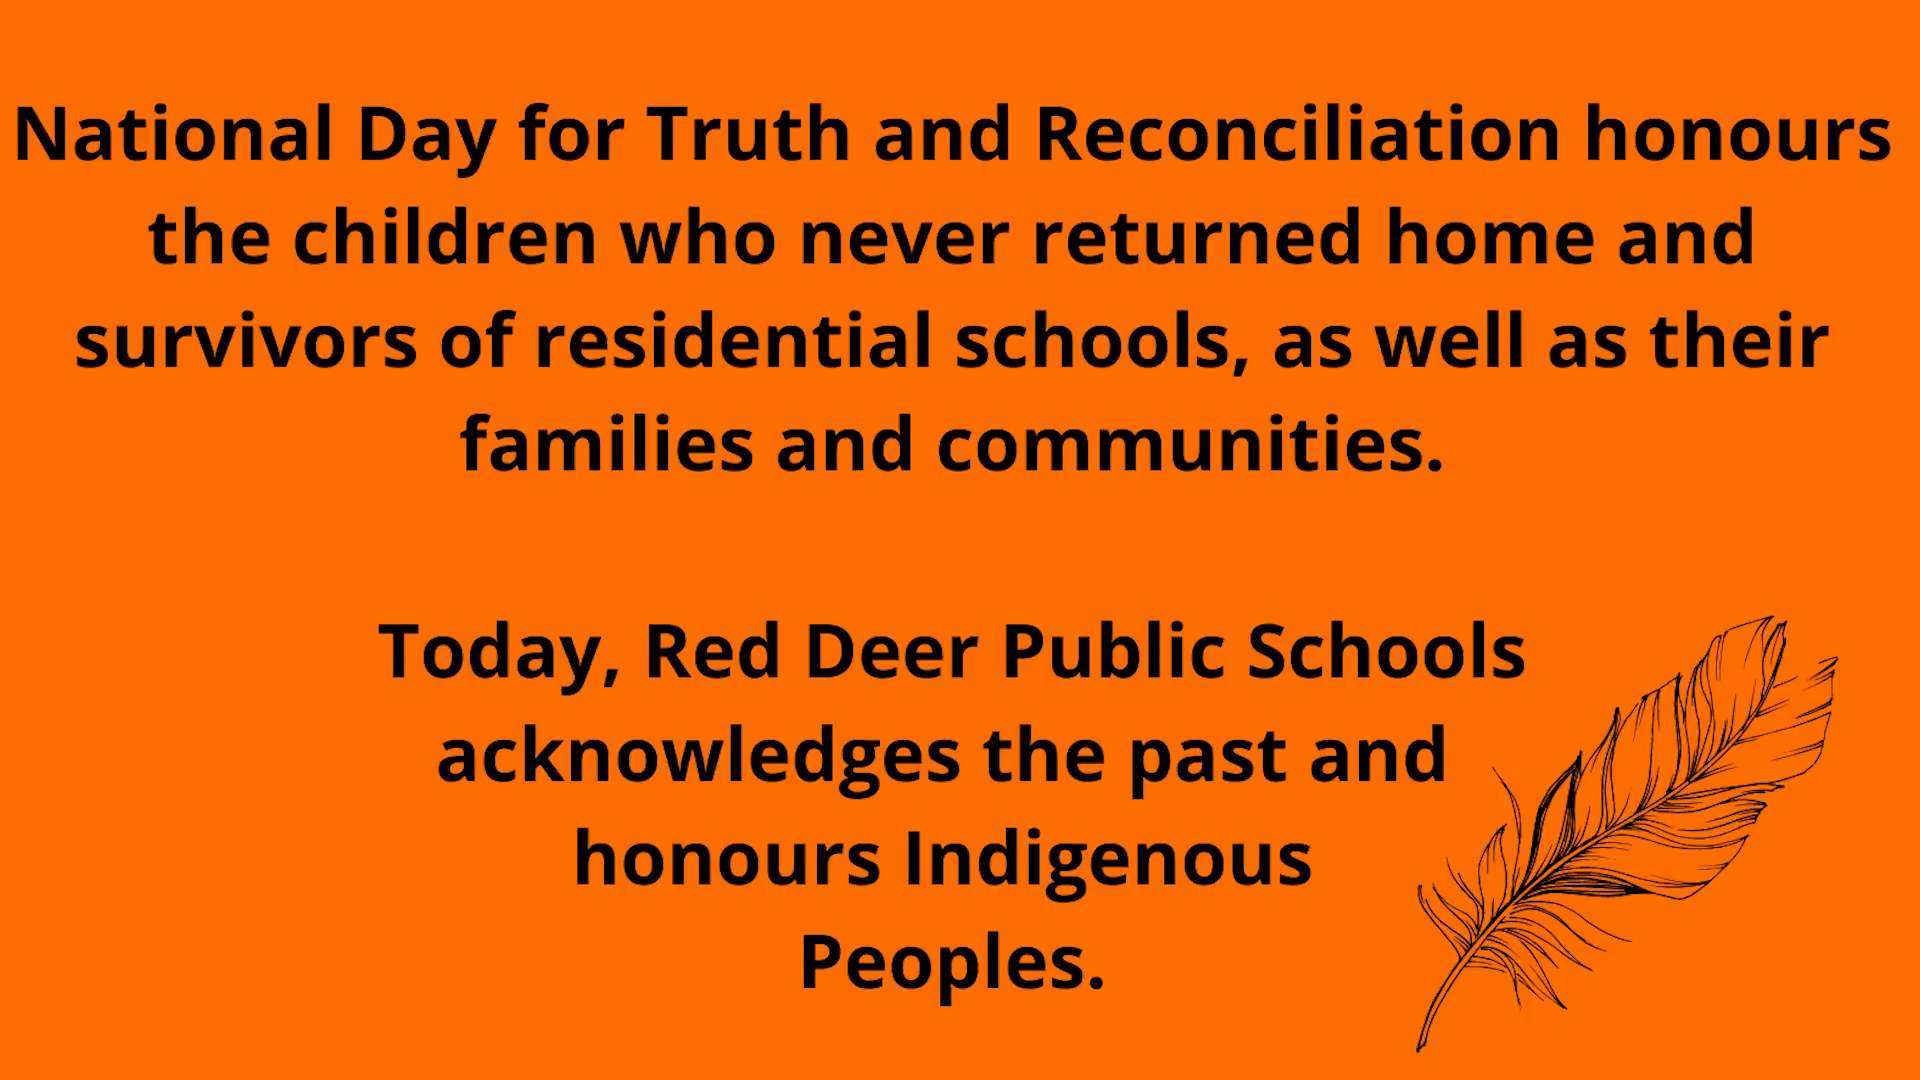 National Day for Truth and Reconciliation honours
the children who never returned home and
survivors of residential schools, as well as their
families and communities.
Today, Red Deer Public Schools
acknowledges the past and
honours Indigenous
Peoples.